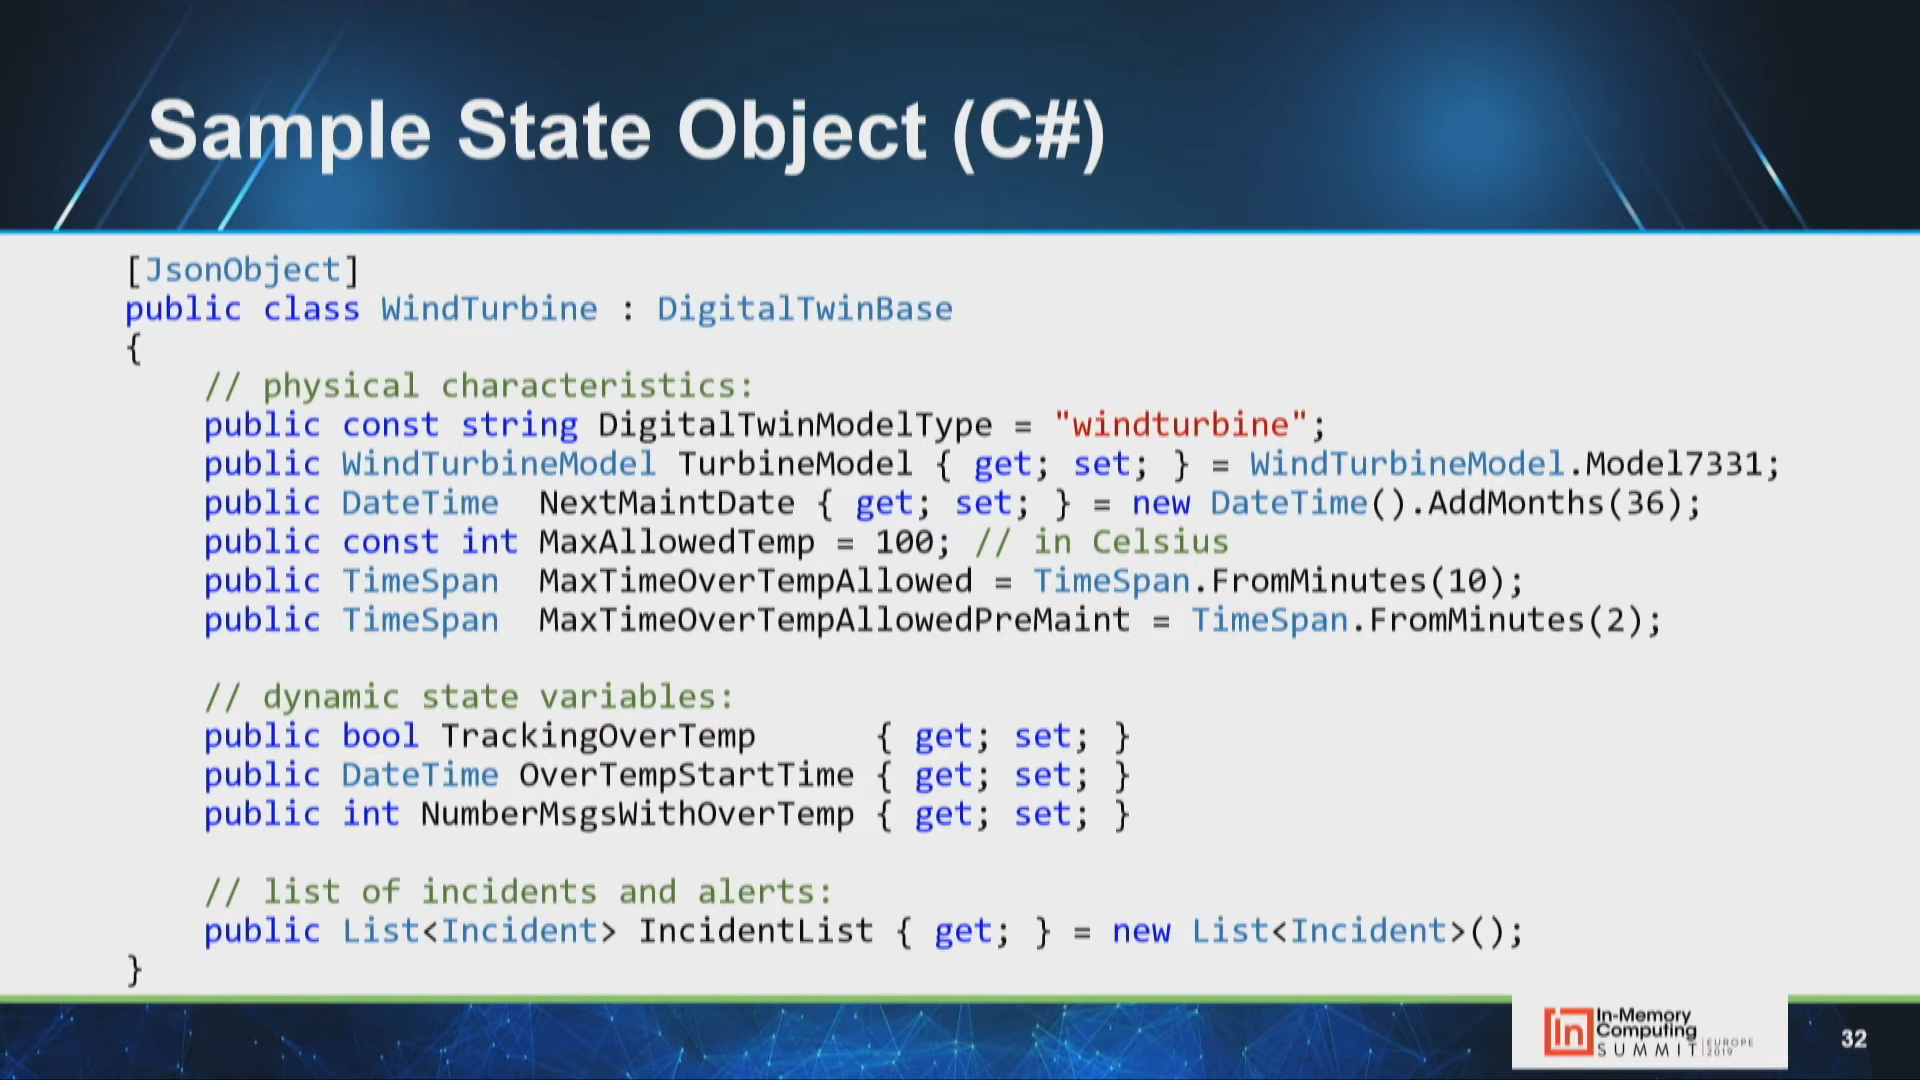 Sample State Object (C#)
[JsonObject]
public class WindTurbine : DigitalTwinBase
{
// physical characteristics:
public const string DigitalTwinModelType = "windturbine";
public WindTurbineModel TurbineModel { get; set; } = WindTurbineModel.Model7331;
public DateTime NextMaintDate { get; set; } = new DateTime().AddMonths(36);
public const int MaxAllowedTemp = 100; // in Celsius
public TimeSpan MaxTimeOverTempAllowed = TimeSpan.FromMinutes(10);
public TimeSpan MaxTimeOverTempAllowedPreMaint = TimeSpan.FromMinutes(2);
// dynamic state variables:
public bool TrackingOverTemp { get; set; }
public DateTime OverTempStartTime { get; set; }
public int NumberMsgsWithOverTemp { get; set; }
// list of incidents and alerts:
public List<Incident> IncidentList { get; } = new List<Incident>();
}
in In-Memory
Computing
SUMMIT EUROPE 2019
32